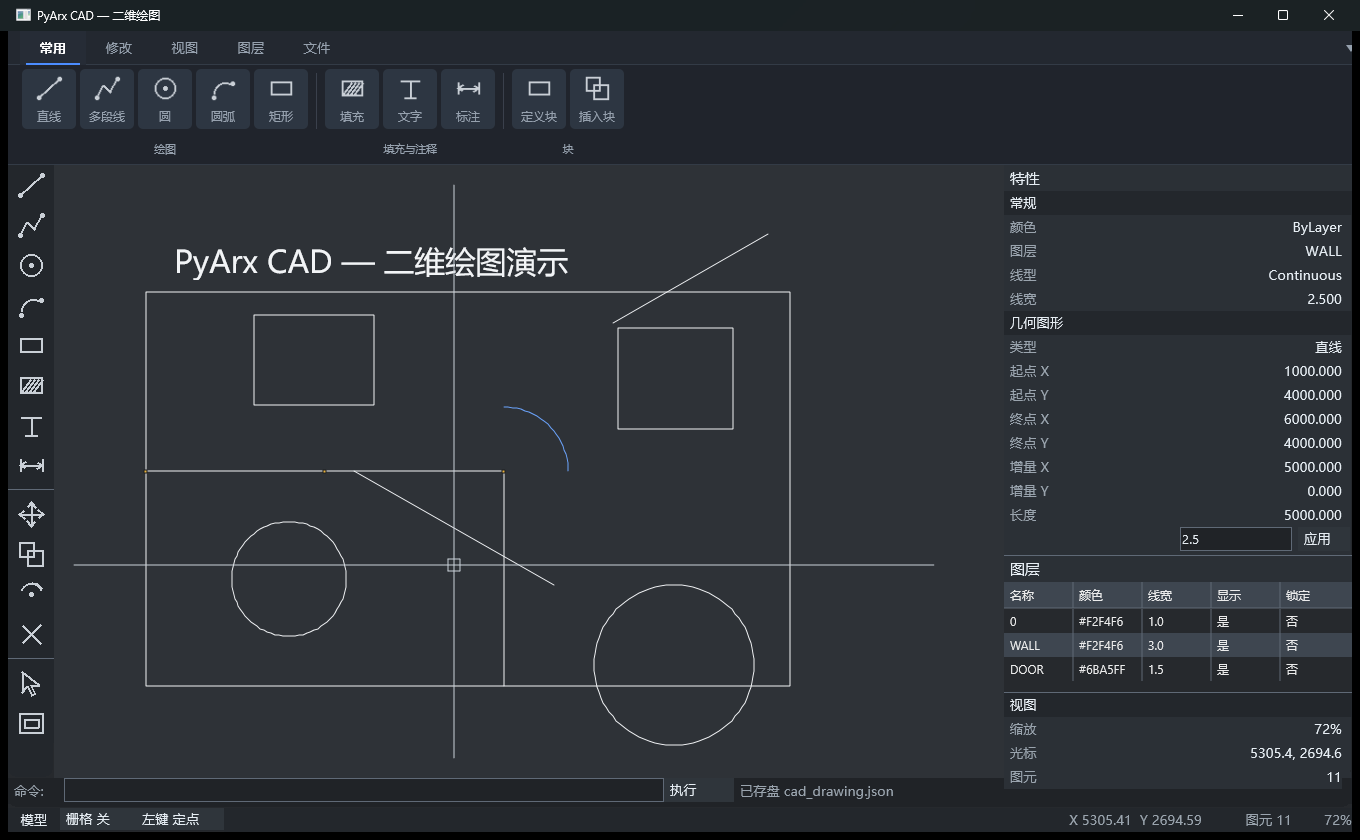 PyArx CAD — 二维绘图
常用 修改 视图 图层 文件
直线 多段线 圆 圆弧 矩形 填充 文字 标注 定义块 插入块
绘图 填充与注释 块
PyArx CAD — 二维绘图演示
特性
常规
颜色 ByLayer
图层 WALL
线型 Continuous
线宽 2.500
几何图形
类型 直线
起点 X 1000.000
起点 Y 4000.000
终点 X 6000.000
终点 Y 4000.000
增量 X 5000.000
增量 Y 0.000
长度 5000.000
2.5 应用
图层
名称 颜色 线宽 显示 锁定
0 #F2F4F6 1.0 是 否
WALL #F2F4F6 3.0 是 否
DOOR #6BA5FF 1.5 是 否
视图
缩放 72%
光标 5305.4, 2694.6
图元 11
命令: 执行 已存盘 cad_drawing.json
模型 栅格 关 左键 定点 X 5305.41 Y 2694.59 图元 11 72%